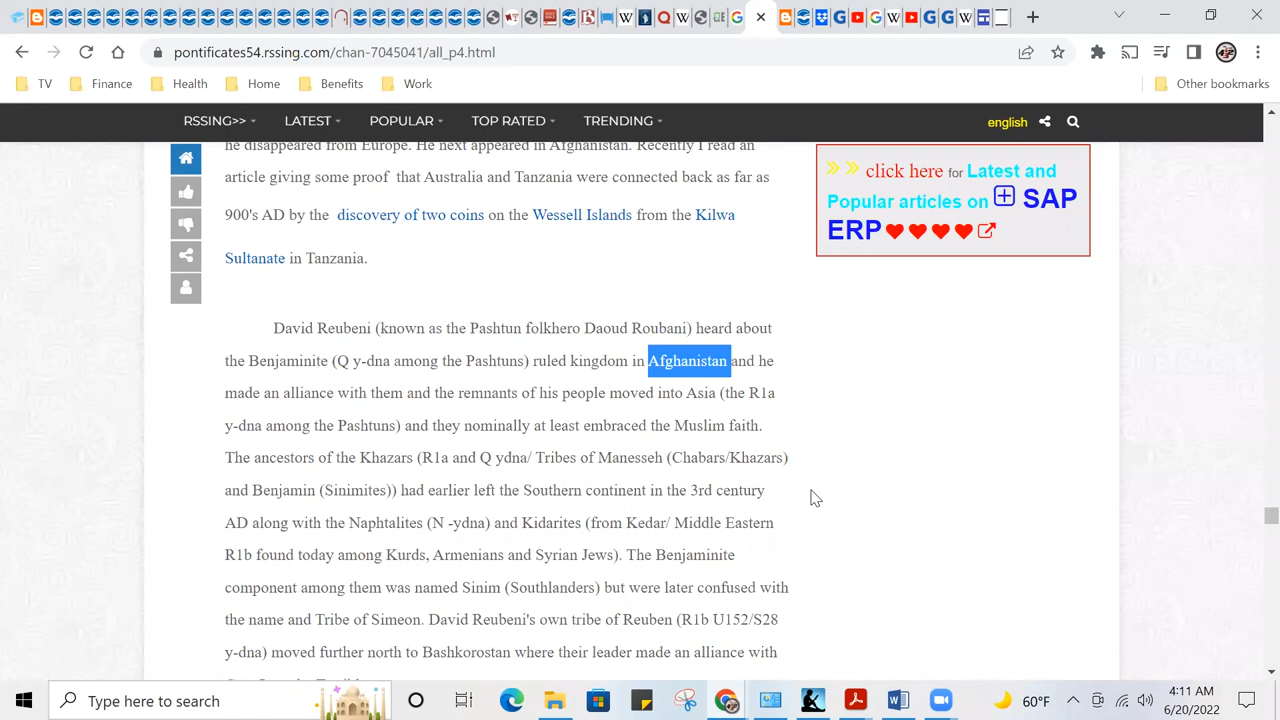 pontificates54.rssing.com/chan-7045041/all_p4.html
TV Finance Health Home Benefits Work Other bookmarks
RSSING>> LATEST POPULAR TOP RATED TRENDING english
he disappeared from Europe. He next appeared in Afghanistan. Recently I read an
article giving some proof that Australia and Tanzania were connected back as far as
900's AD by the discovery of two coins on the Wessell Islands from the Kilwa
Sultanate in Tanzania.
David Reubeni (known as the Pashtun folkhero Daoud Roubani) heard about
the Benjaminite (Q y-dna among the Pashtuns) ruled kingdom in Afghanistan and he
made an alliance with them and the remnants of his people moved into Asia (the R1a
y-dna among the Pashtuns) and they nominally at least embraced the Muslim faith.
The ancestors of the Khazars (R1a and Q ydna/ Tribes of Manesseh (Chabars/Khazars)
and Benjamin (Sinimites)) had earlier left the Southern continent in the 3rd century
AD along with the Naphtalites (N -ydna) and Kidarites (from Kedar/ Middle Eastern
R1b found today among Kurds, Armenians and Syrian Jews). The Benjaminite
component among them was named Sinim (Southlanders) but were later confused with
the name and Tribe of Simeon. David Reubeni's own tribe of Reuben (R1b U152/S28
y-dna) moved further north to Bashkorostan where their leader made an alliance with
>> click here for Latest and
Popular articles on SAP
ERP
Type here to search
60°F
4:11 AM
6/20/2022